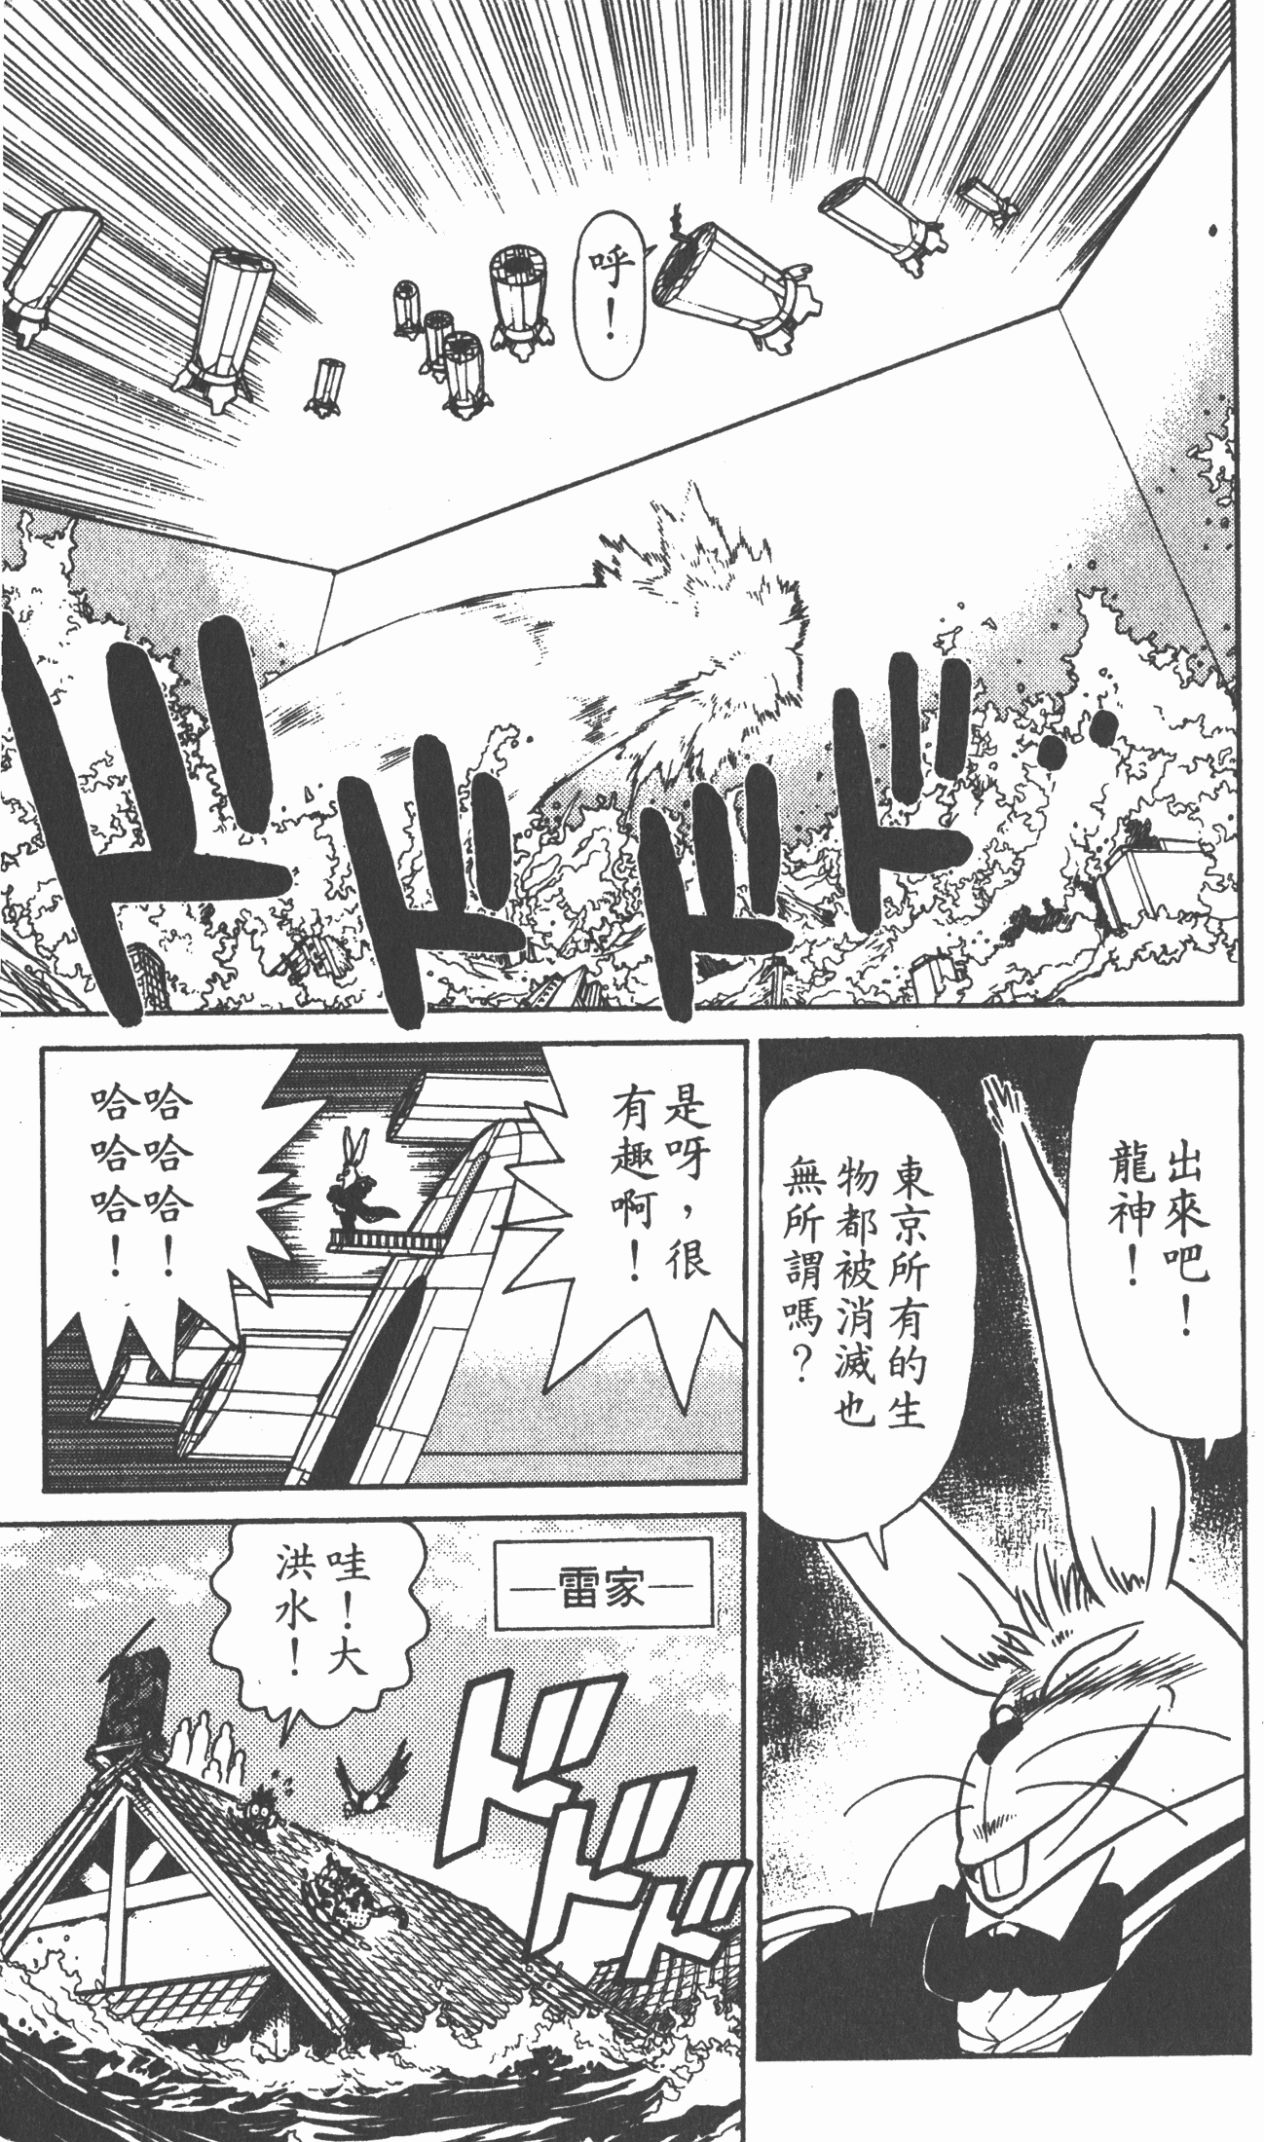 呼！
ドドドド
出來吧！
龍神！
東京所有的生
物都被消滅也
無所謂嗎？
是呀，很
有趣啊！
哈哈哈！
哈哈哈！
—雷家—
哇！大
洪水！
ドドド